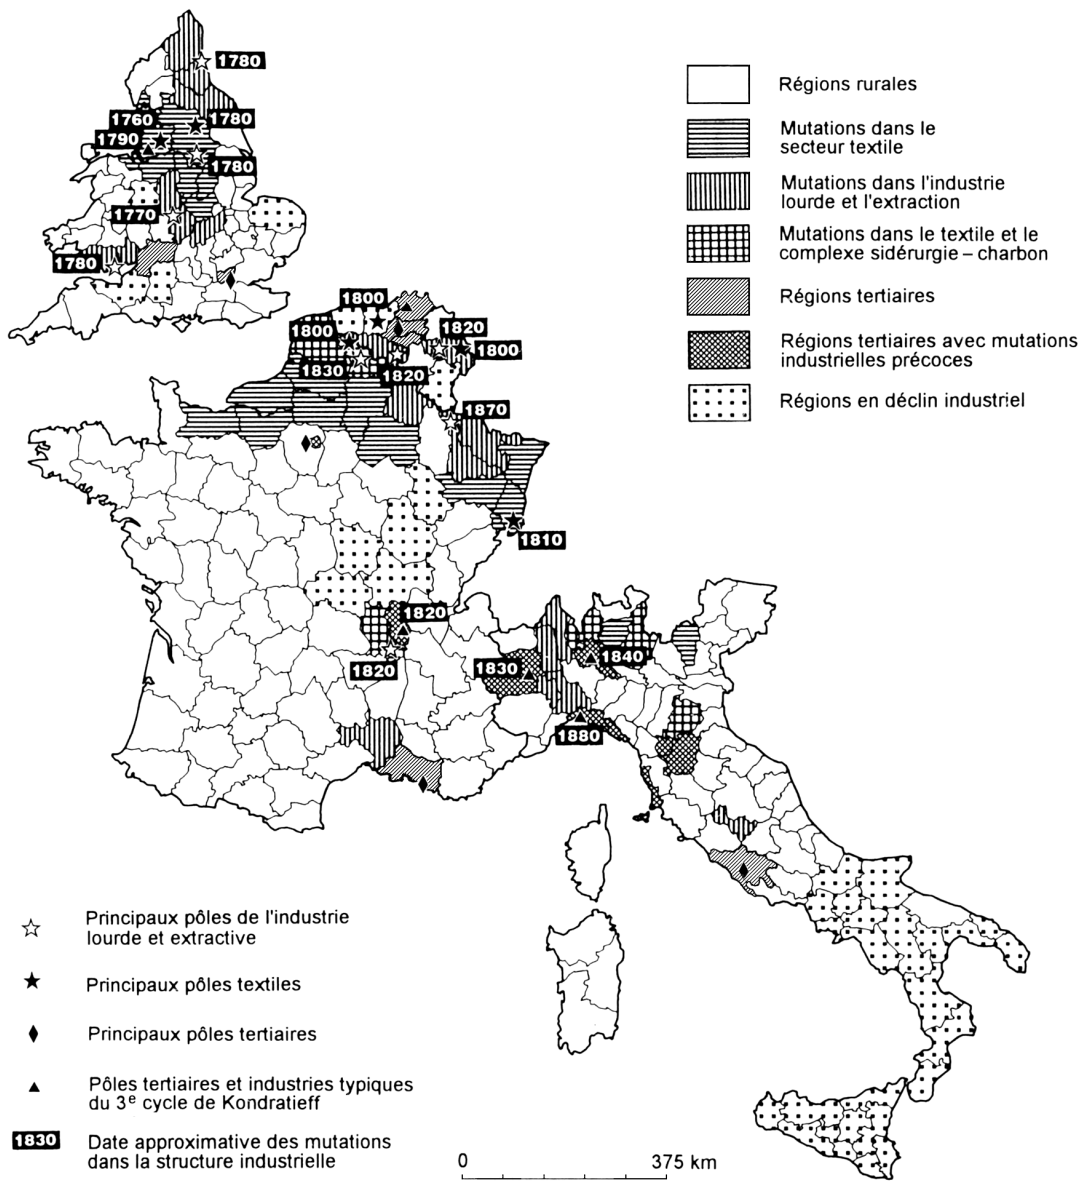 1780
1760
1780
1790
1780
1770
1780
Régions rurales
Mutations dans le
secteur textile
Mutations dans l'industrie
lourde et l'extraction
Mutations dans le textile et le
complexe sidérurgie – charbon
Régions tertiaires
Régions tertiaires avec mutations
industrielles précoces
Régions en déclin industriel
1800
1800
1820
1800
1830
1820
1870
1810
1820
1820
1830
1840
1880
Principaux pôles de l'industrie
lourde et extractive
Principaux pôles textiles
Principaux pôles tertiaires
Pôles tertiaires et industries typiques
du 3e cycle de Kondratieff
1830 Date approximative des mutations
dans la structure industrielle
0 375 km